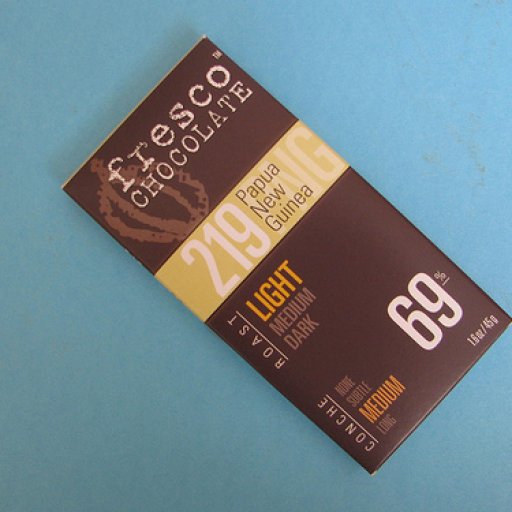 fresco™
CHOCOLATE
219
Papua
New
Guinea
NG
ROAST
LIGHT
MEDIUM
DARK
69%
CONCHE
NONE
SUBTLE
MEDIUM
LONG
1.6oz/45g